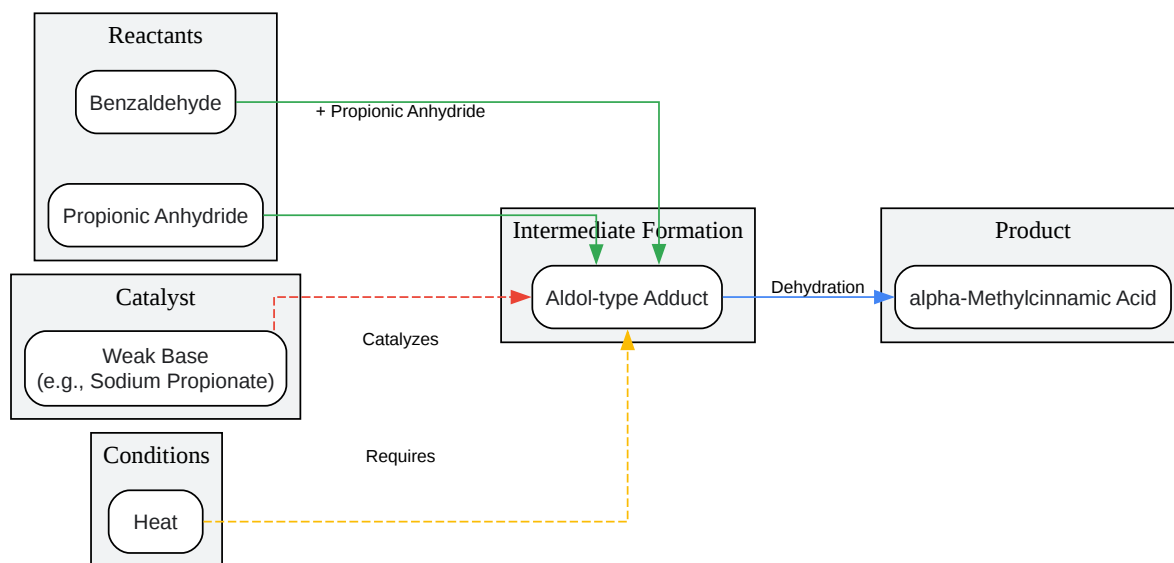 Reactants
Benzaldehyde
+ Propionic Anhydride
Propionic Anhydride
Intermediate Formation
Aldol-type Adduct
Dehydration
Product
alpha-Methylcinnamic Acid
Catalyst
Weak Base
(e.g., Sodium Propionate)
Catalyzes
Conditions
Requires
Heat